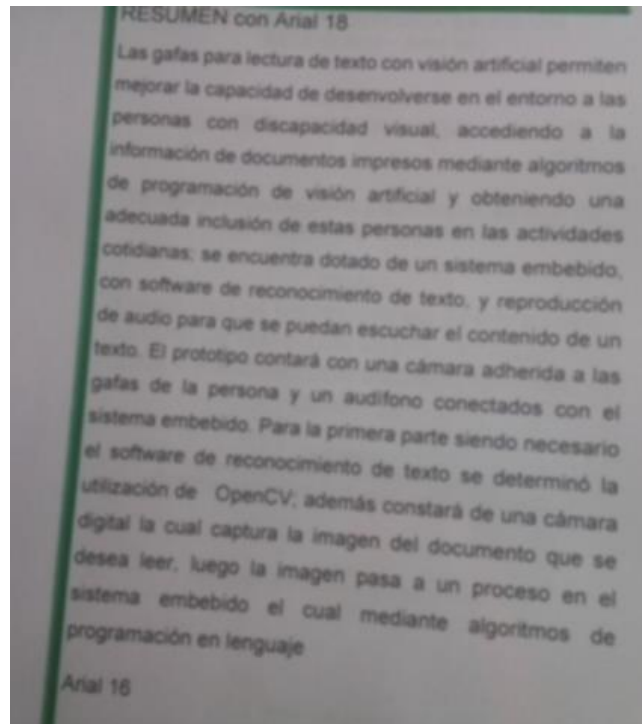 RESUMEN con Arial 18
Las gafas para lectura de texto con visión artificial permiten
mejorar la capacidad de desenvolverse en el entorno a las
personas con discapacidad visual, accediendo a la
información de documentos impresos mediante algoritmos
de programación de visión artificial y obteniendo una
adecuada inclusión de estas personas en las actividades
cotidianas; se encuentra dotado de un sistema embebido,
con software de reconocimiento de texto, y reproducción
de audio para que se puedan escuchar el contenido de un
texto. El prototipo contará con una cámara adherida a las
gafas de la persona y un audífono conectados con el
sistema embebido. Para la primera parte siendo necesario
el software de reconocimiento de texto se determinó la
utilización de OpenCV; además constará de una cámara
digital la cual captura la imagen del documento que se
desea leer, luego la imagen pasa a un proceso en el
sistema embebido el cual mediante algoritmos de
programación en lenguaje
Arial 16